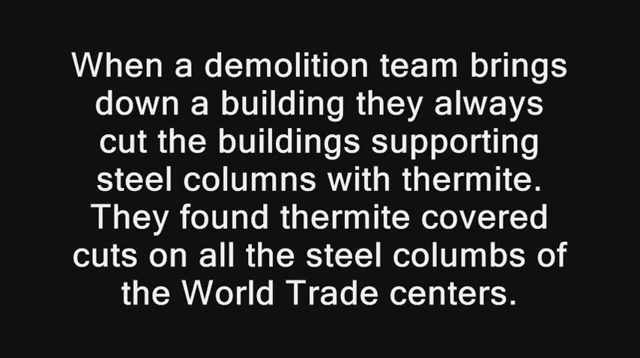 When a demolition team brings
down a building they always
cut the buildings supporting
steel columns with thermite.
They found thermite covered
cuts on all the steel columbs of
the World Trade centers.